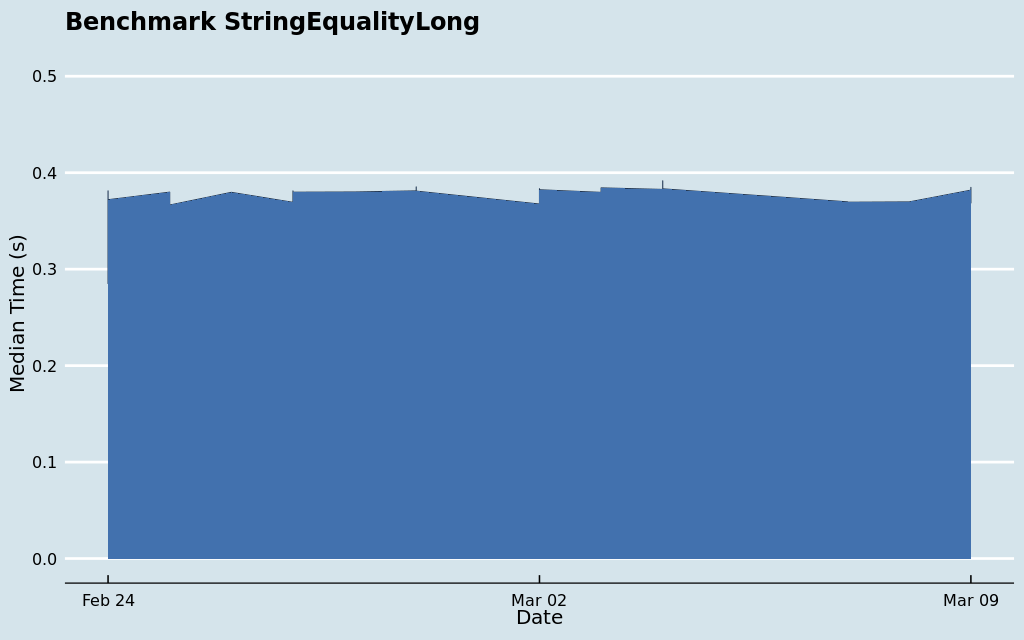 Benchmark StringEqualityLong
Median Time (s)
0.5
0.4
0.3
0.2
0.1
0.0
Feb 24
Mar 02
Mar 09
Date